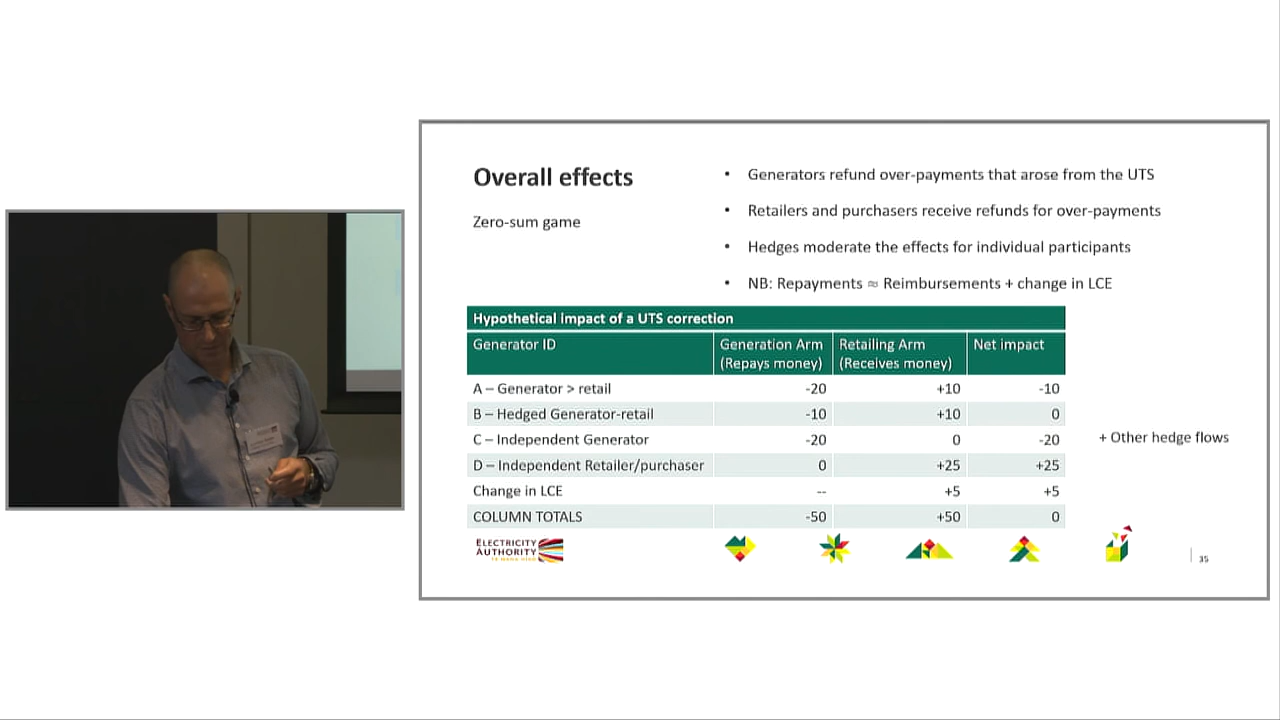 Overall effects
Zero-sum game
• Generators refund over-payments that arose from the UTS
• Retailers and purchasers receive refunds for over-payments
• Hedges moderate the effects for individual participants
• NB: Repayments ≈ Reimbursements + change in LCE
Hypothetical impact of a UTS correction
Generator ID Generation Arm (Repays money) Retailing Arm (Receives money) Net impact
A – Generator > retail -20 +10 -10
B – Hedged Generator-retail -10 +10 0
C – Independent Generator -20 0 -20
+ Other hedge flows
D – Independent Retailer/purchaser 0 +25 +25
Change in LCE -- +5 +5
COLUMN TOTALS -50 +50 0
ELECTRICITY
AUTHORITY
35